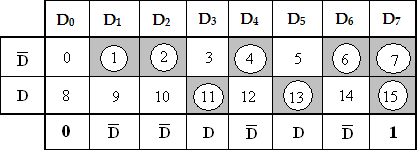 D₀ D₁ D₂ D₃ D₄ D₅ D₆ D₇
D̅ 0 1 2 3 4 5 6 7
D 8 9 10 11 12 13 14 15
0 D̅ D̅ D D̅ D D̅ 1